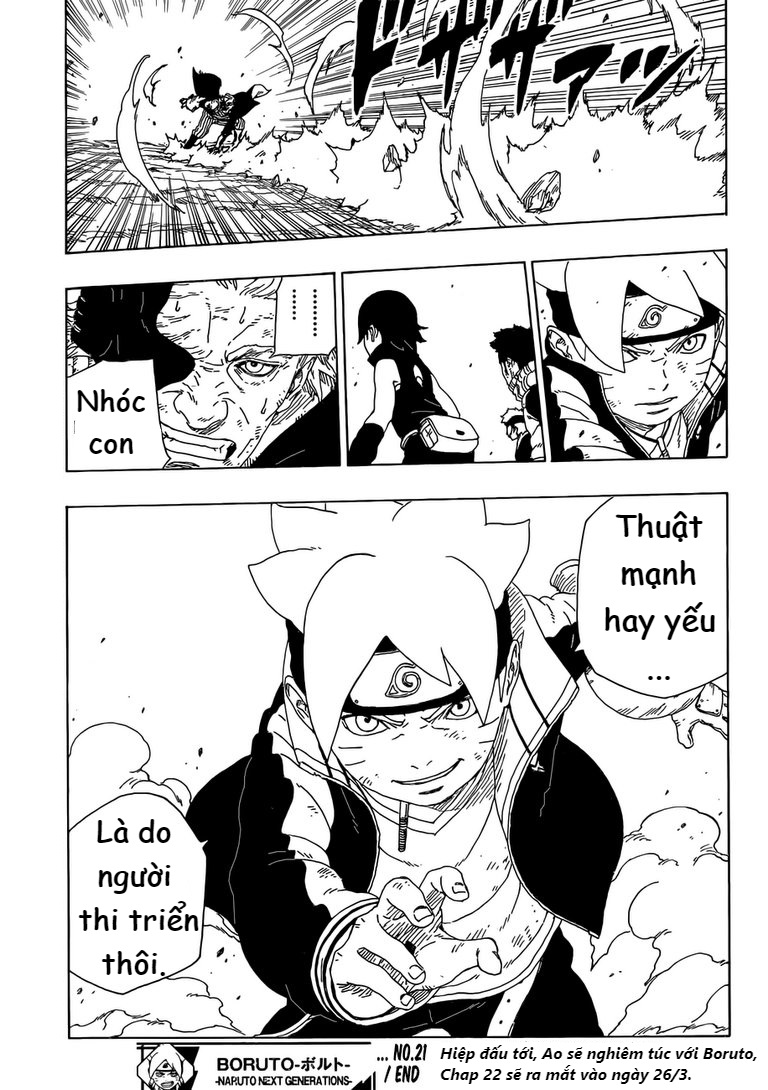 ドザザァッ
………
Nhóc
con
Thuật
mạnh
hay yếu
...
Là do
người
thi triển
thôi.
BORUTO-ボルト-
-NARUTO NEXT GENERATIONS-
... NO.21
/ END
Hiệp đấu tới, Ao sẽ nghiêm túc với Boruto,
Chap 22 sẽ ra mắt vào ngày 26/3.